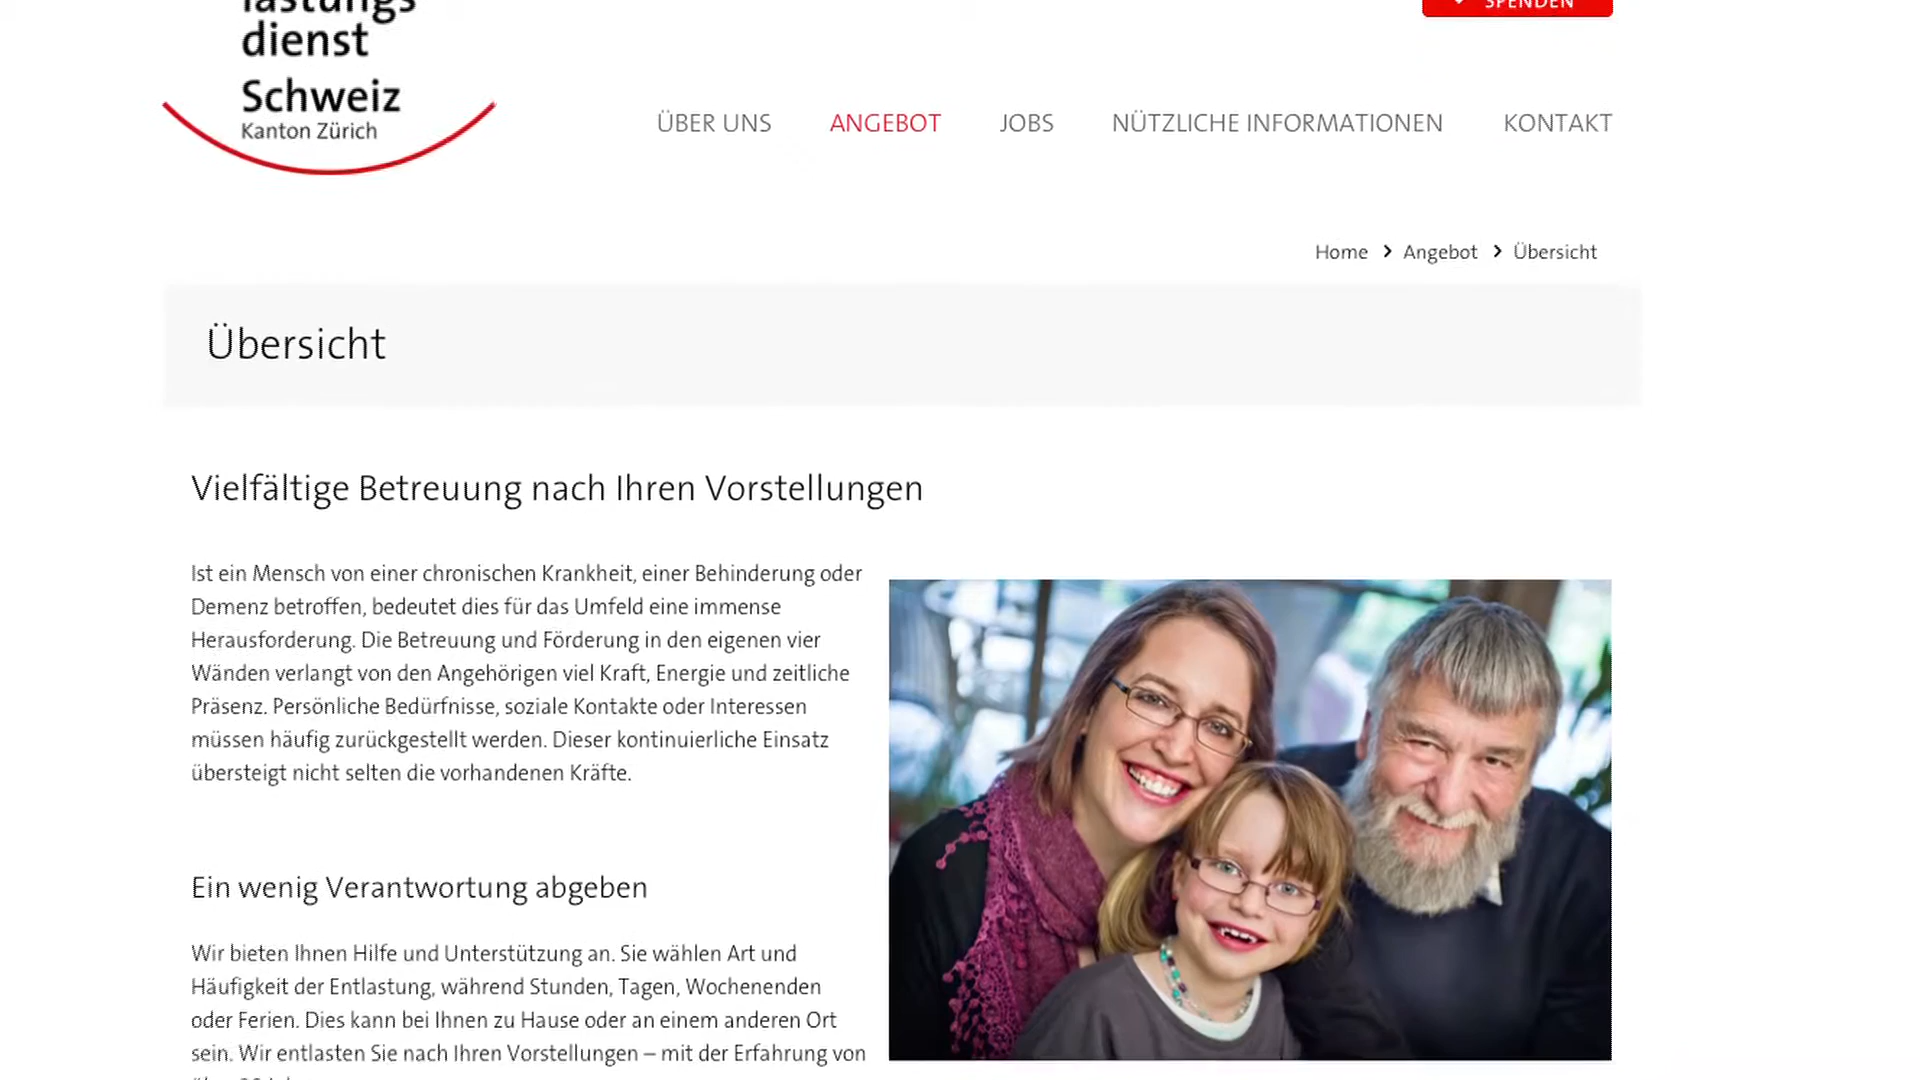 lastungs
dienst
Schweiz
Kanton Zürich
SPENDEN
ÜBER UNS ANGEBOT JOBS NÜTZLICHE INFORMATIONEN KONTAKT
Home > Angebot > Übersicht
Übersicht
Vielfältige Betreuung nach Ihren Vorstellungen
Ist ein Mensch von einer chronischen Krankheit, einer Behinderung oder
Demenz betroffen, bedeutet dies für das Umfeld eine immense
Herausforderung. Die Betreuung und Förderung in den eigenen vier
Wänden verlangt von den Angehörigen viel Kraft, Energie und zeitliche
Präsenz. Persönliche Bedürfnisse, soziale Kontakte oder Interessen
müssen häufig zurückgestellt werden. Dieser kontinuierliche Einsatz
übersteigt nicht selten die vorhandenen Kräfte.
Ein wenig Verantwortung abgeben
Wir bieten Ihnen Hilfe und Unterstützung an. Sie wählen Art und
Häufigkeit der Entlastung, während Stunden, Tagen, Wochenenden
oder Ferien. Dies kann bei Ihnen zu Hause oder an einem anderen Ort
sein. Wir entlasten Sie nach Ihren Vorstellungen – mit der Erfahrung von